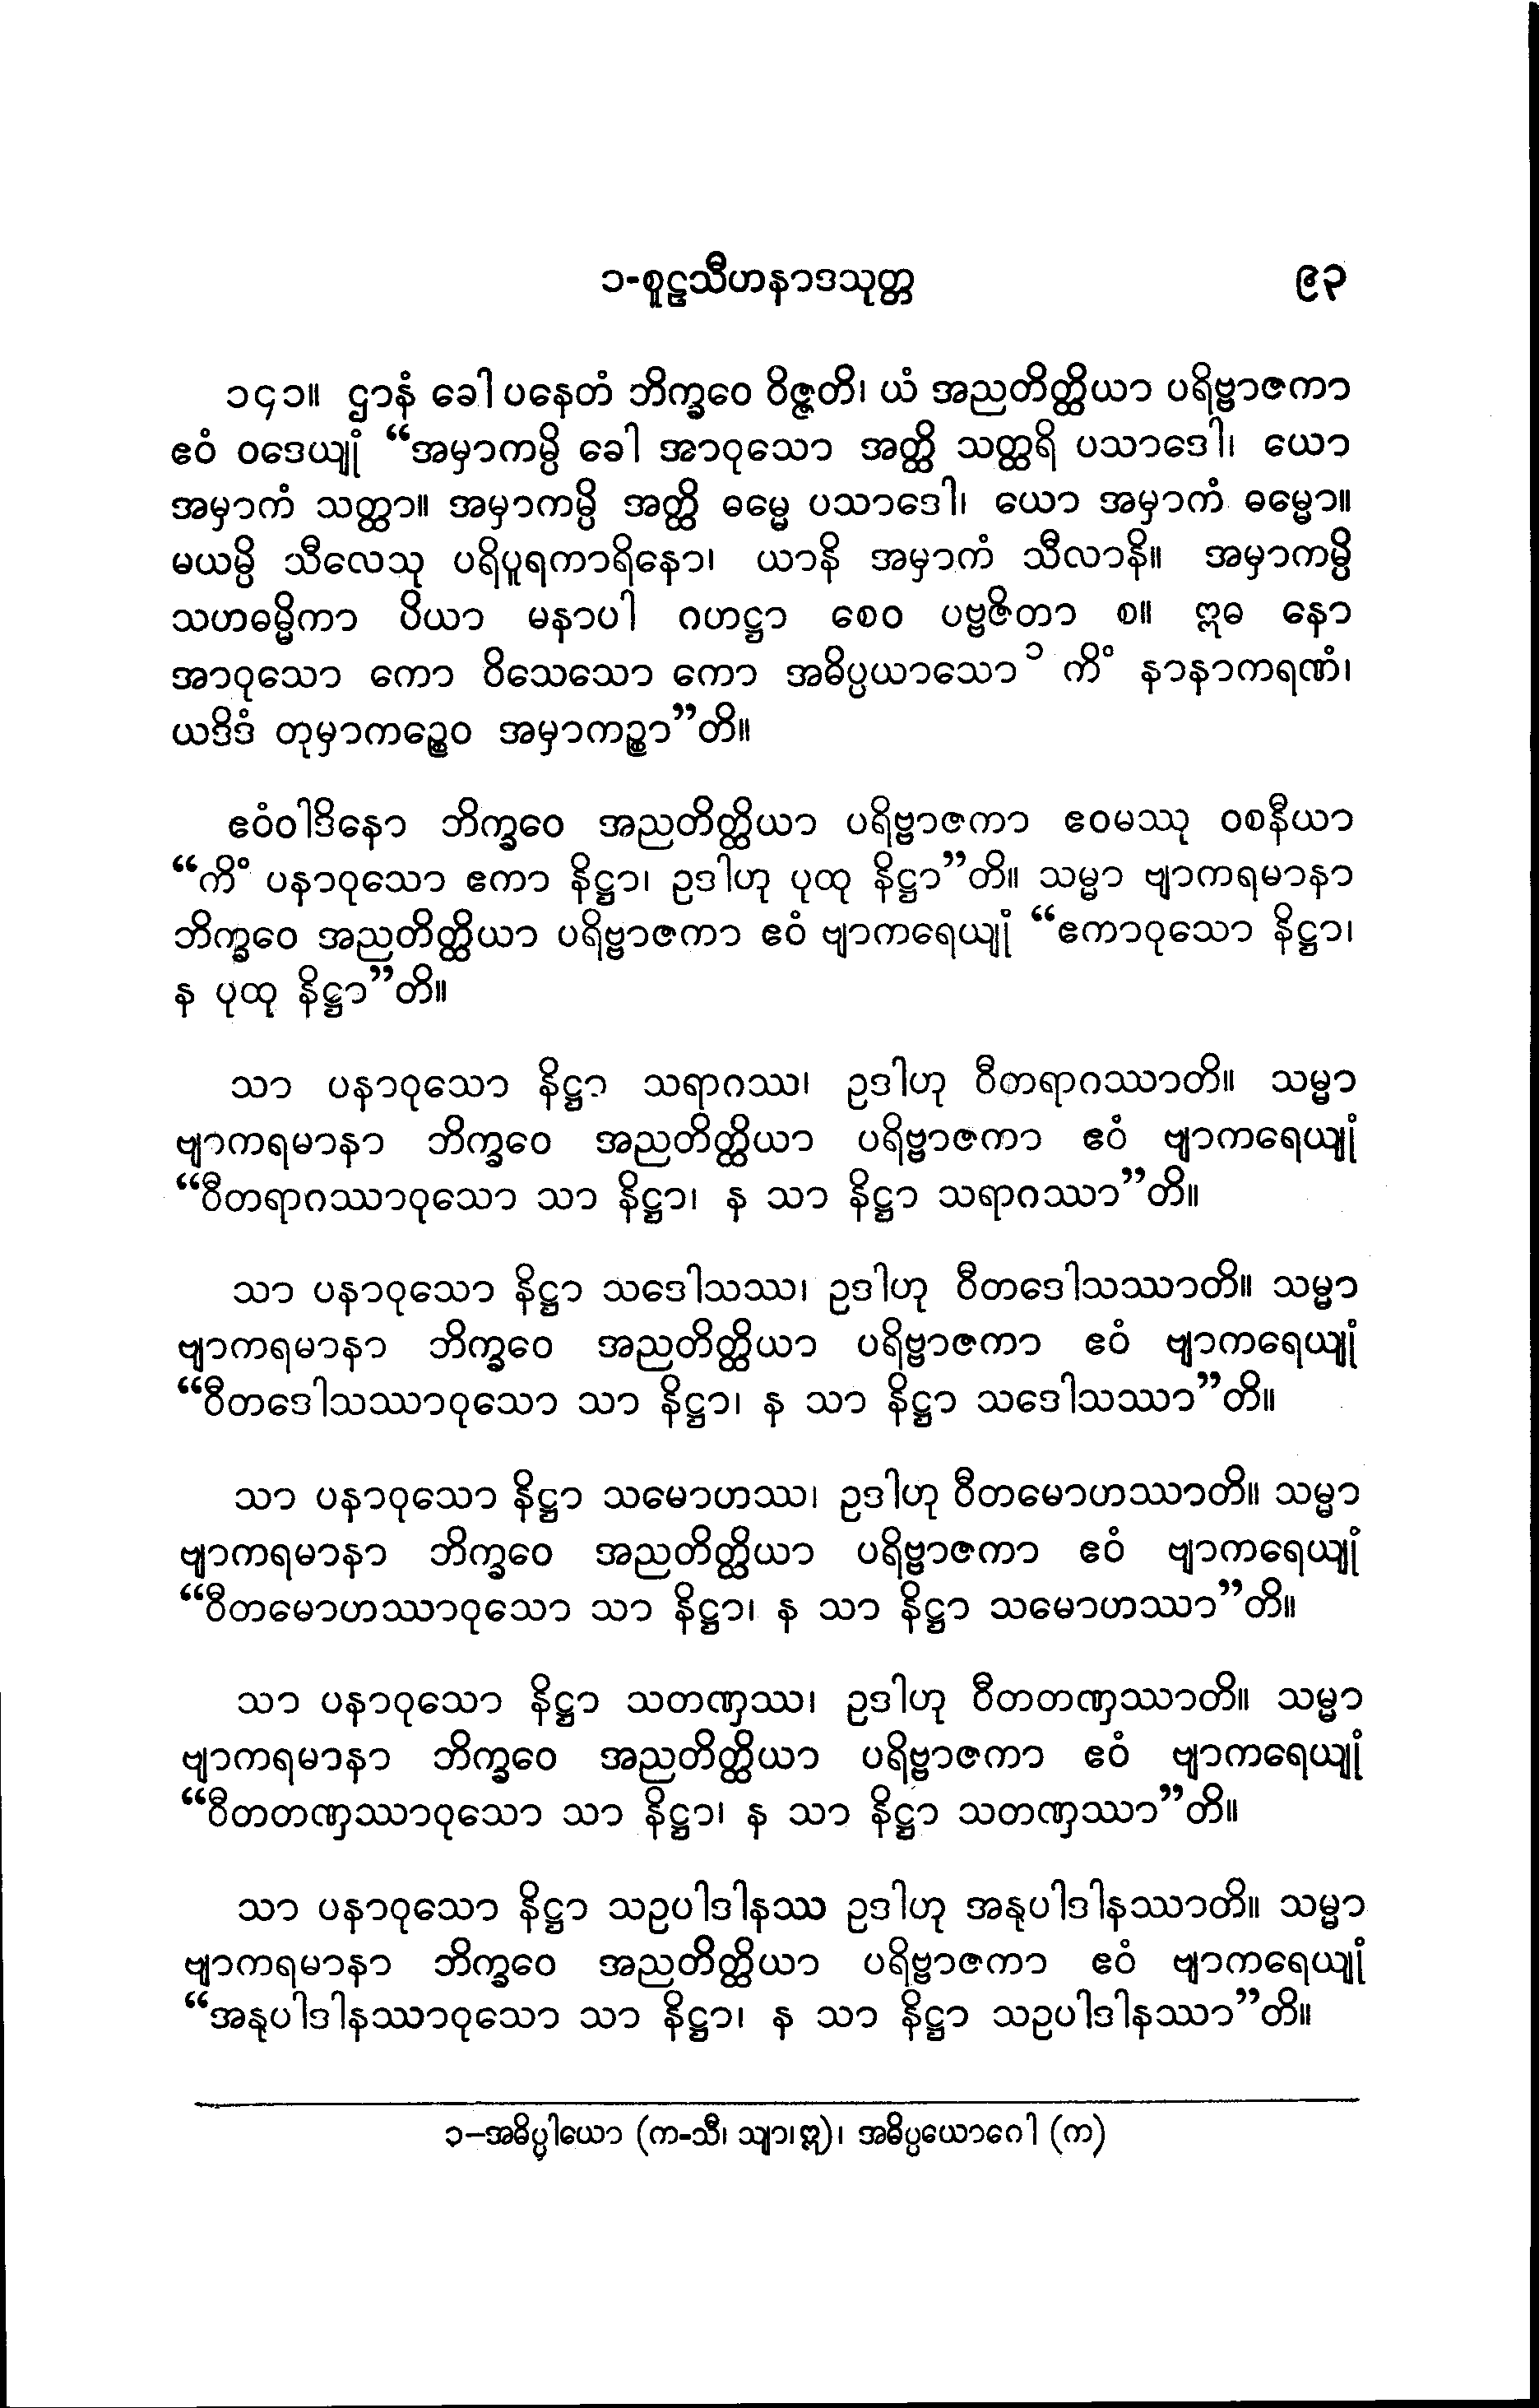 ၁-စူဠသီဟနာဒသုတ္တ ၉၃
၁၄၁။ ဌာနံ ခေါ ပနေတံ ဘိက္ခဝေ ဝိဇ္ဇတိ၊ ယံ အညတိတ္ထိယာ ပရိဗ္ဗာဇကာ
ဧဝံ ဝဒေယျုံ “အမှာကမ္ပိ ခေါ အာဝုသော အတ္ထိ သတ္ထရိ ပသာဒေါ၊ ယော
အမှာကံ သတ္ထာ။ အမှာကမ္ပိ အတ္ထိ ဓမ္မေ ပသာဒေါ၊ ယော အမှာကံ ဓမ္မော။
မယမ္ပိ သီလေသု ပရိပူရကာရိနော၊ ယာနိ အမှာကံ သီလာနိ။ အမှာကမ္ပိ
သဟဓမ္မိကာ ပိယာ မနာပါ ဂဟဋ္ဌာ စေဝ ပဗ္ဗဇိတာ စ။ ဣဓ နော
အာဝုသော ကော ဝိသေသော ကော အဓိပ္ပယာသော၁ ကိံ နာနာကရဏံ၊
ယဒိဒံ တုမှာကဉ္စေဝ အမှာကဉ္စာ”တိ။
ဧဝံဝါဒိနော ဘိက္ခဝေ အညတိတ္ထိယာ ပရိဗ္ဗာဇကာ ဧဝမဿု ဝစနီယာ
“ကိံ ပနာဝုသော ဧကာ နိဋ္ဌာ၊ ဥဒါဟု ပုထု နိဋ္ဌာ”တိ။ သမ္မာ ဗျာကရမာနာ
ဘိက္ခဝေ အညတိတ္ထိယာ ပရိဗ္ဗာဇကာ ဧဝံ ဗျာကရေယျုံ “ဧကာဝုသော နိဋ္ဌာ၊
န ပုထု နိဋ္ဌာ”တိ။
သာ ပနာဝုသော နိဋ္ဌာ သရာဂဿ၊ ဥဒါဟု ဝီတရာဂဿာတိ။ သမ္မာ
ဗျာကရမာနာ ဘိက္ခဝေ အညတိတ္ထိယာ ပရိဗ္ဗာဇကာ ဧဝံ ဗျာကရေယျုံ
“ဝီတရာဂဿာဝုသော သာ နိဋ္ဌာ၊ န သာ နိဋ္ဌာ သရာဂဿာ”တိ။
သာ ပနာဝုသော နိဋ္ဌာ သဒေါသဿ၊ ဥဒါဟု ဝီတဒေါသဿာတိ။ သမ္မာ
ဗျာကရမာနာ ဘိက္ခဝေ အညတိတ္ထိယာ ပရိဗ္ဗာဇကာ ဧဝံ ဗျာကရေယျုံ
“ဝီတဒေါသဿာဝုသော သာ နိဋ္ဌာ၊ န သာ နိဋ္ဌာ သဒေါသဿာ”တိ။
သာ ပနာဝုသော နိဋ္ဌာ သမောဟဿ၊ ဥဒါဟု ဝီတမောဟဿာတိ။ သမ္မာ
ဗျာကရမာနာ ဘိက္ခဝေ အညတိတ္ထိယာ ပရိဗ္ဗာဇကာ ဧဝံ ဗျာကရေယျုံ
“ဝီတမောဟဿာဝုသော သာ နိဋ္ဌာ၊ န သာ နိဋ္ဌာ သမောဟဿာ”တိ။
သာ ပနာဝုသော နိဋ္ဌာ သတဏှဿ၊ ဥဒါဟု ဝီတတဏှဿာတိ။ သမ္မာ
ဗျာကရမာနာ ဘိက္ခဝေ အညတိတ္ထိယာ ပရိဗ္ဗာဇကာ ဧဝံ ဗျာကရေယျုံ
“ဝီတတဏှဿာဝုသော သာ နိဋ္ဌာ၊ န သာ နိဋ္ဌာ သတဏှဿာ”တိ။
သာ ပနာဝုသော နိဋ္ဌာ သဥပါဒါနဿ ဥဒါဟု အနုပါဒါနဿာတိ။ သမ္မာ
ဗျာကရမာနာ ဘိက္ခဝေ အညတိတ္ထိယာ ပရိဗ္ဗာဇကာ ဧဝံ ဗျာကရေယျုံ
“အနုပါဒါနဿာဝုသော သာ နိဋ္ဌာ၊ န သာ နိဋ္ဌာ သဥပါဒါနဿာ”တိ။
၁–အဓိပ္ပါယော (က-သီ၊ သျာ၊ဣ)၊ အဓိပ္ပယောဂေါ (က)